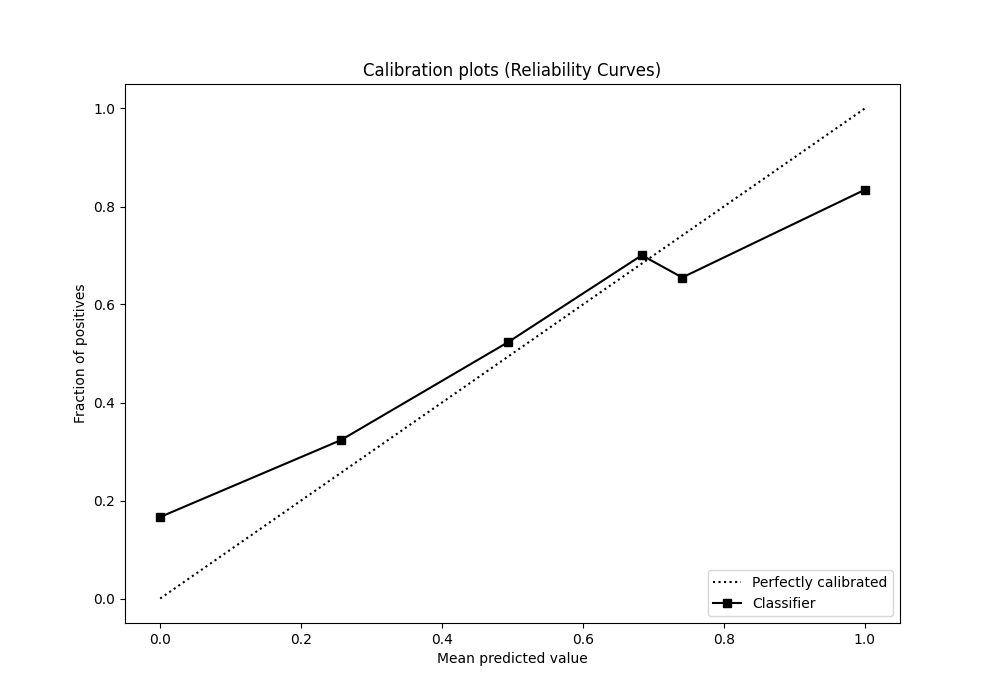 Calibration plots (Reliability Curves)
1.0
0.8
0.6
0.4
0.2
0.0
Fraction of positives
0.0 0.2 0.4 0.6 0.8 1.0
Mean predicted value
Perfectly calibrated
Classifier